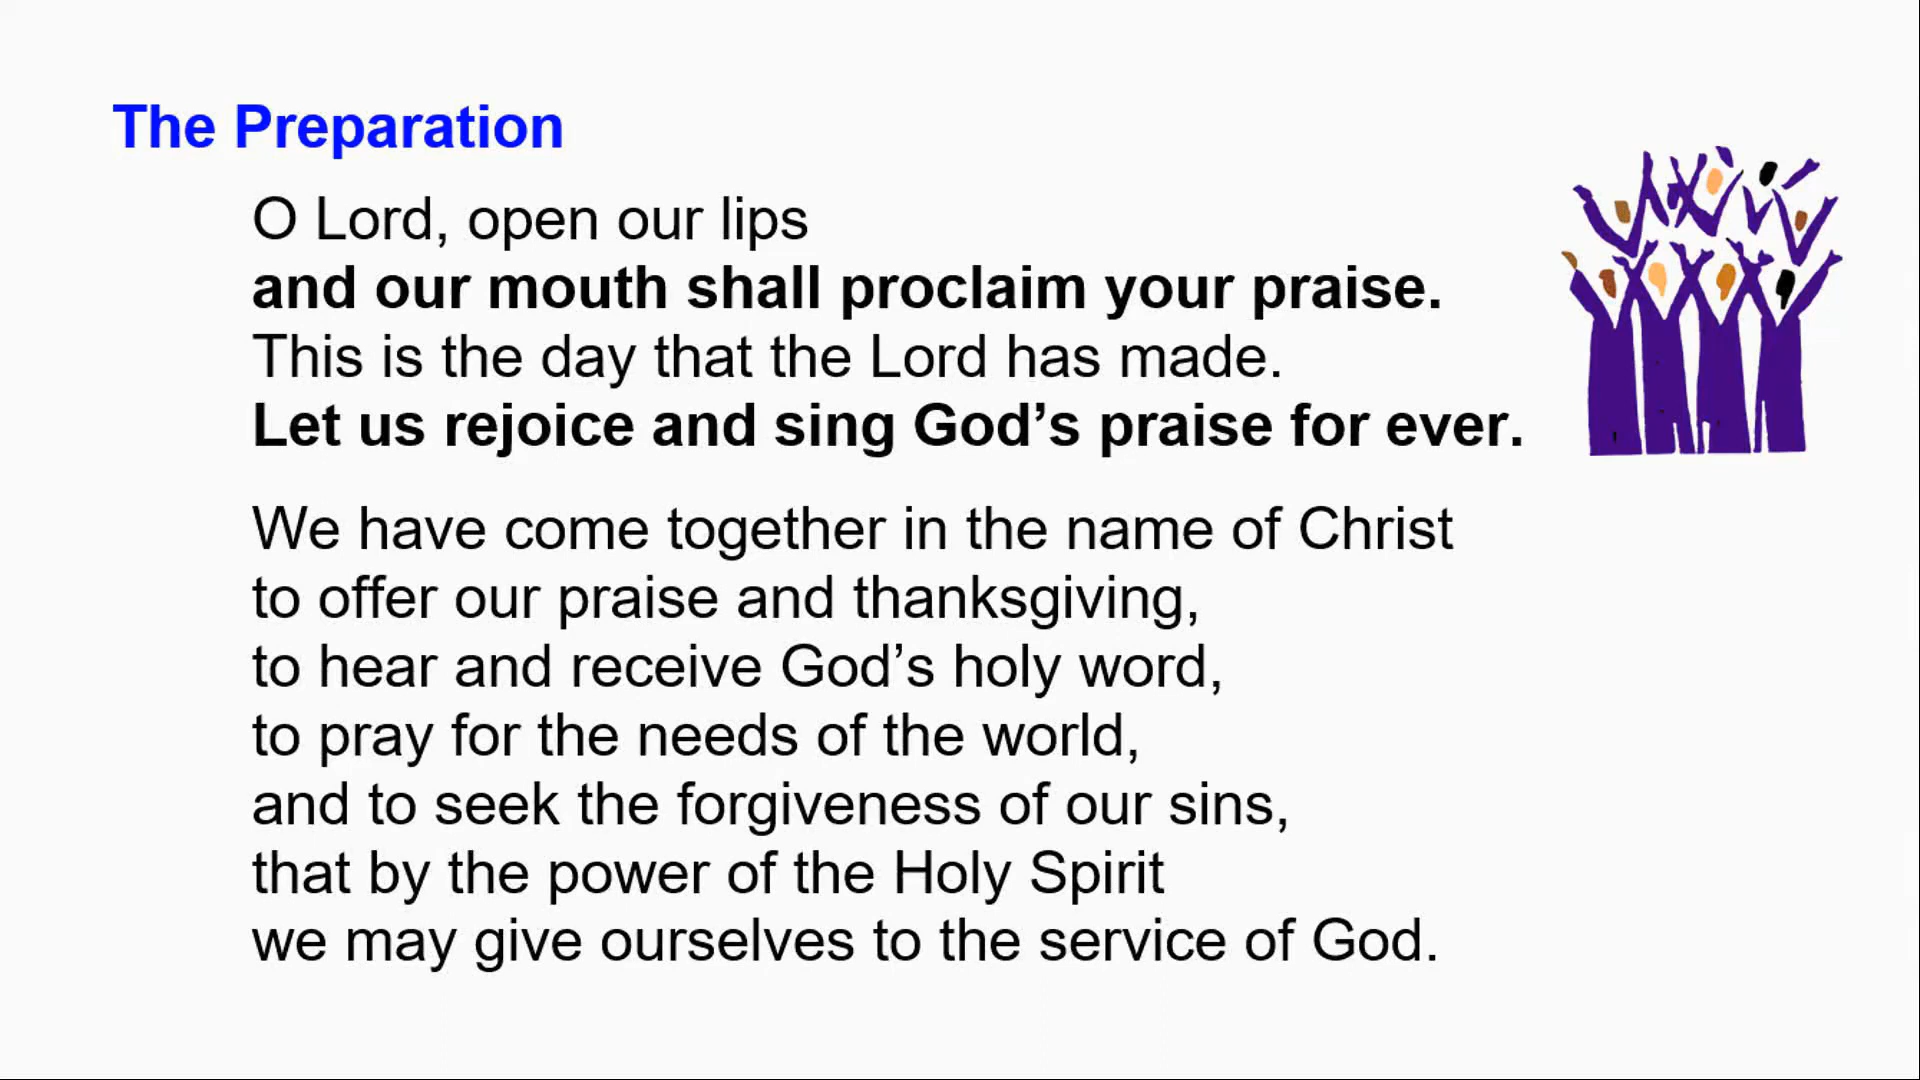 The Preparation
O Lord, open our lips
and our mouth shall proclaim your praise.
This is the day that the Lord has made.
Let us rejoice and sing God’s praise for ever.
We have come together in the name of Christ
to offer our praise and thanksgiving,
to hear and receive God’s holy word,
to pray for the needs of the world,
and to seek the forgiveness of our sins,
that by the power of the Holy Spirit
we may give ourselves to the service of God.